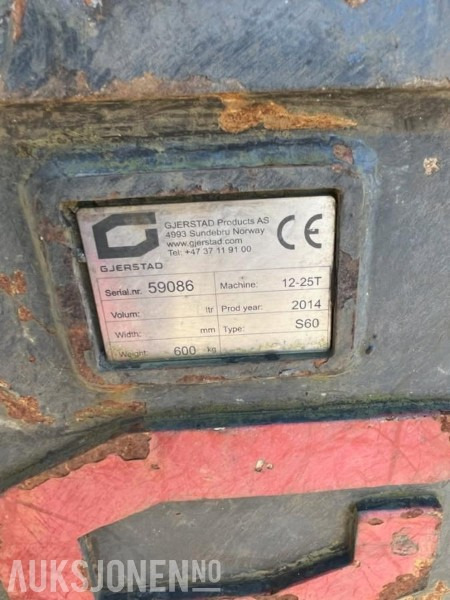 GJERSTAD Products AS
4993 Sundebru Norway
www.gjerstad.com
Tel: +47 37 11 91 00
CE
GJERSTAD
Serial.nr. 59086 Machine: 12-25T
Volum: ltr Prod year: 2014
Width: mm Type: S60
Weight: 600 kg
AUKSJONEN.NO